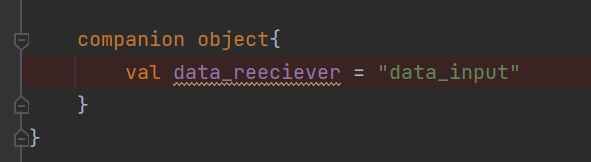 companion object{
val data_reeciever = "data_input"
}
}